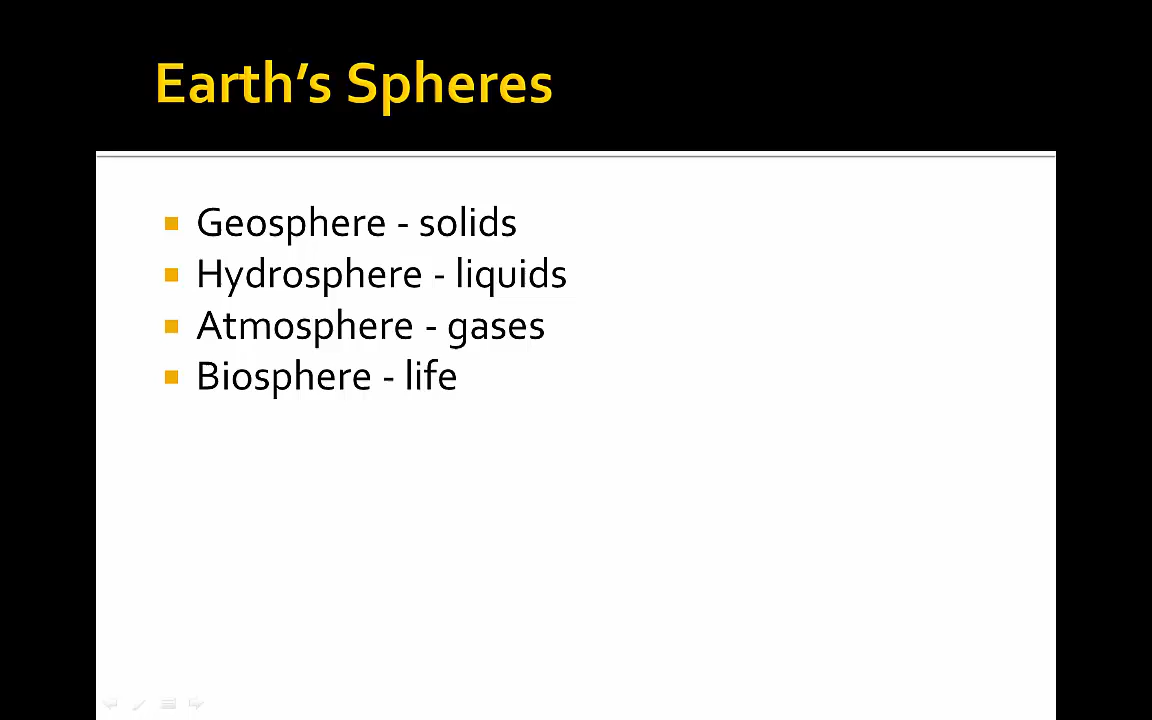 Earth’s Spheres
Geosphere - solids
Hydrosphere - liquids
Atmosphere - gases
Biosphere - life